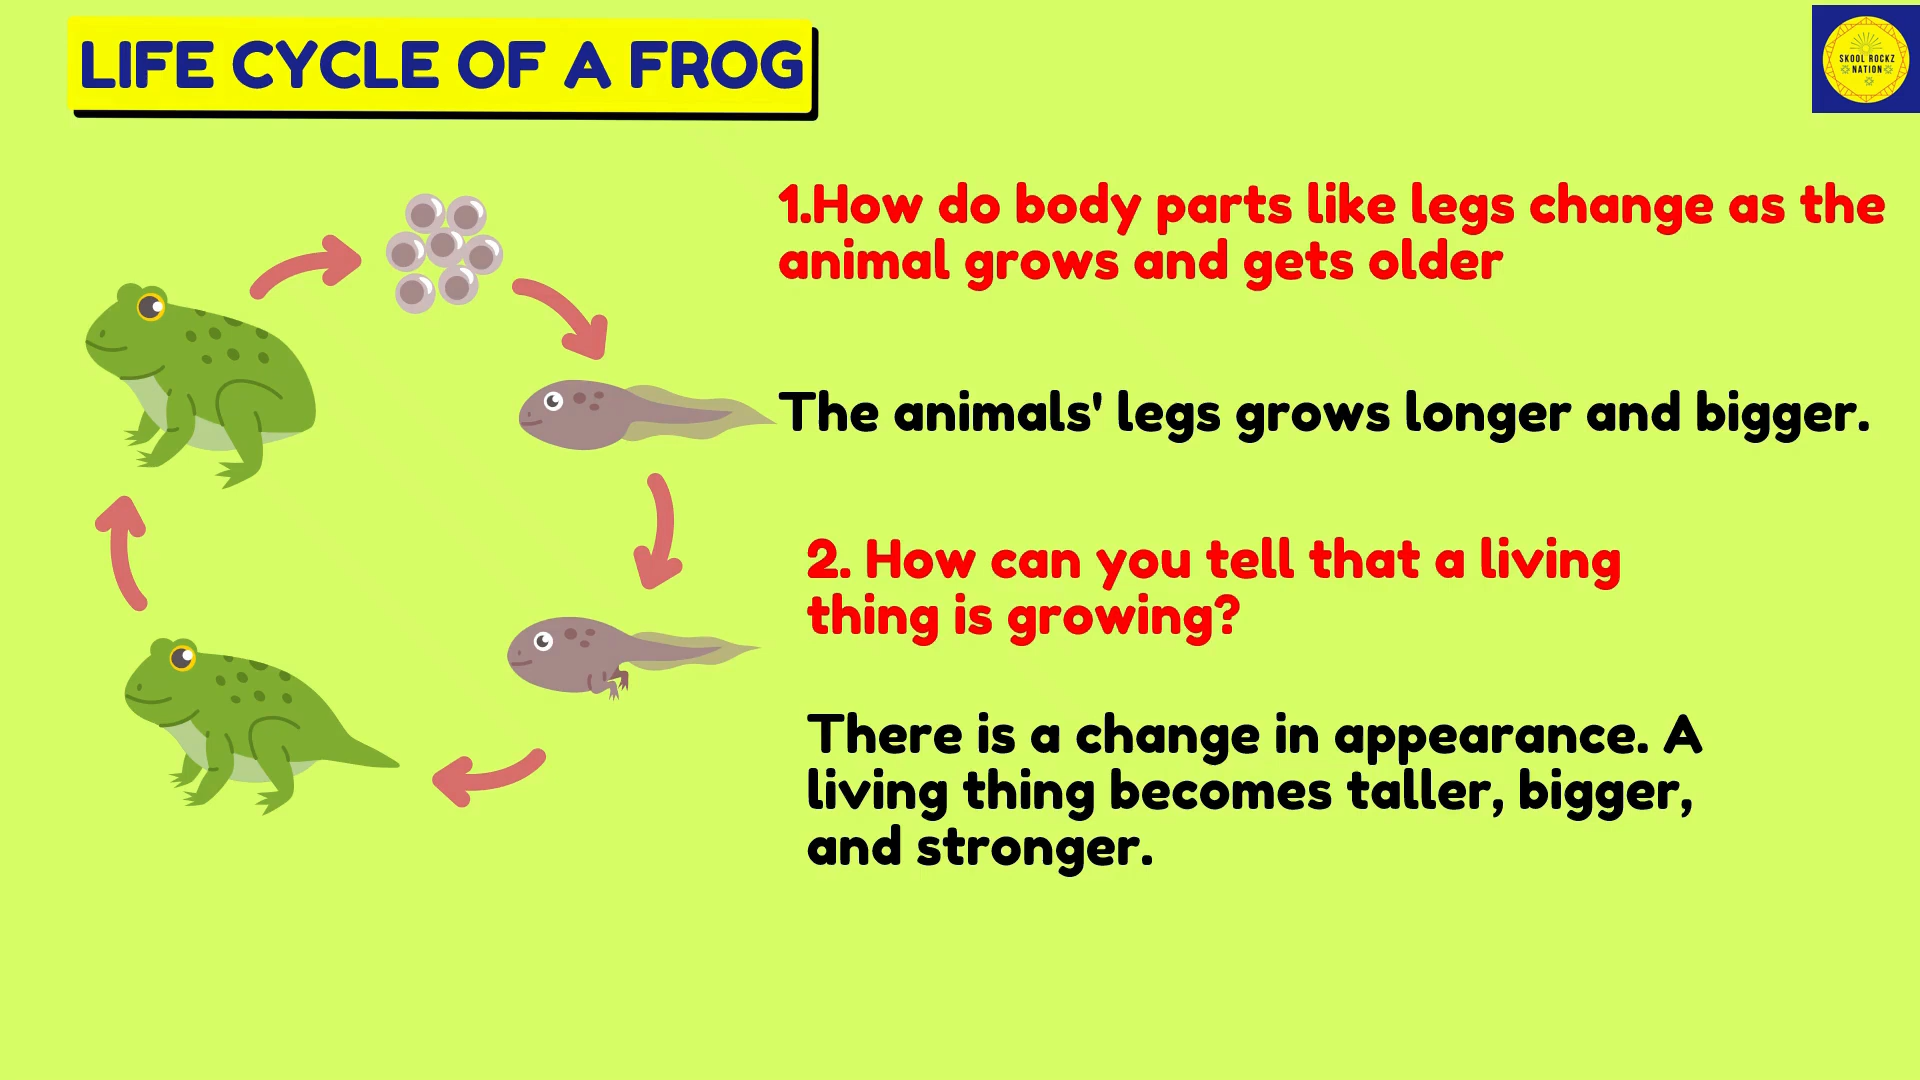 LIFE CYCLE OF A FROG
SKOOL ROCKZ
NATION
1.How do body parts like legs change as the
animal grows and gets older
The animals' legs grows longer and bigger.
2. How can you tell that a living
thing is growing?
There is a change in appearance. A
living thing becomes taller, bigger,
and stronger.